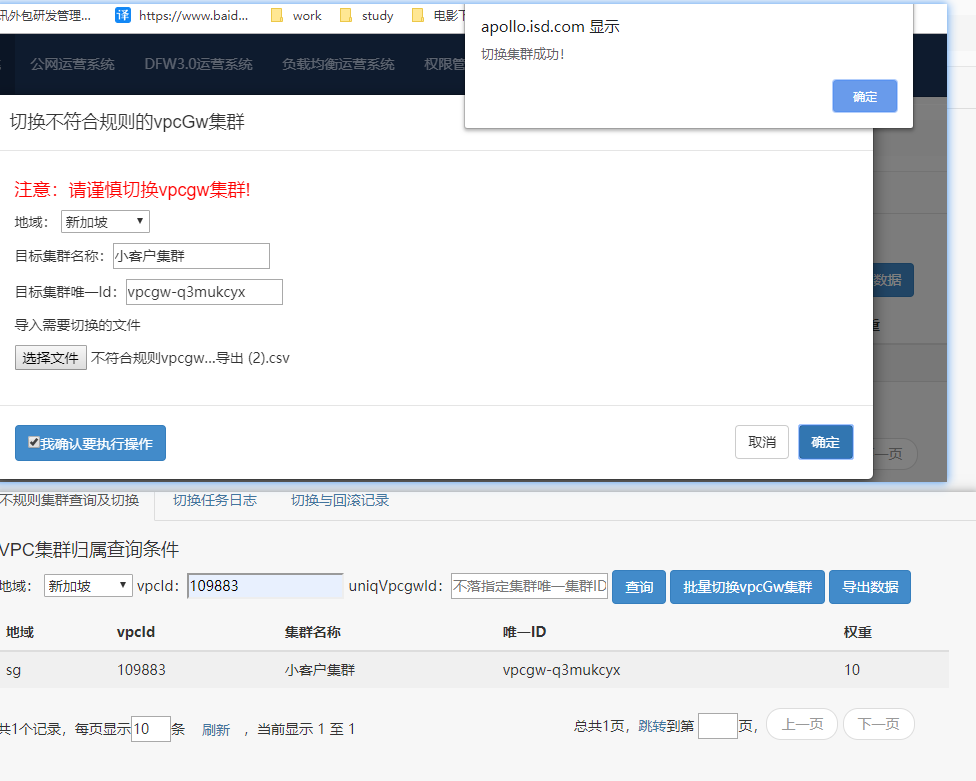 讯外包研发管理... 译 https://www.baid... work study 电影下
apollo.isd.com 显示
切换集群成功!
确定
公网运营系统 DFW3.0运营系统 负载均衡运营系统 权限管
切换不符合规则的vpcGw集群
注意：请谨慎切换vpcgw集群!
地域： 新加坡
目标集群名称: 小客户集群
数据
目标集群唯一Id: vpcgw-q3mukcyx
导入需要切换的文件
重
选择文件 不符合规则vpcgw...导出 (2).csv
我确认要执行操作 取消 确定
一页
不规则集群查询及切换 切换任务日志 切换与回滚记录
VPC集群归属查询条件
地域： 新加坡 vpcId: 109883 uniqVpcgwId: 不落指定集群唯一集群ID 查询 批量切换vpcGw集群 导出数据
地域 vpcId 集群名称 唯一ID 权重
sg 109883 小客户集群 vpcgw-q3mukcyx 10
共1个记录，每页显示 10 条 刷新 ，当前显示 1 至 1 总共1页，跳转到第 页， 上一页 下一页